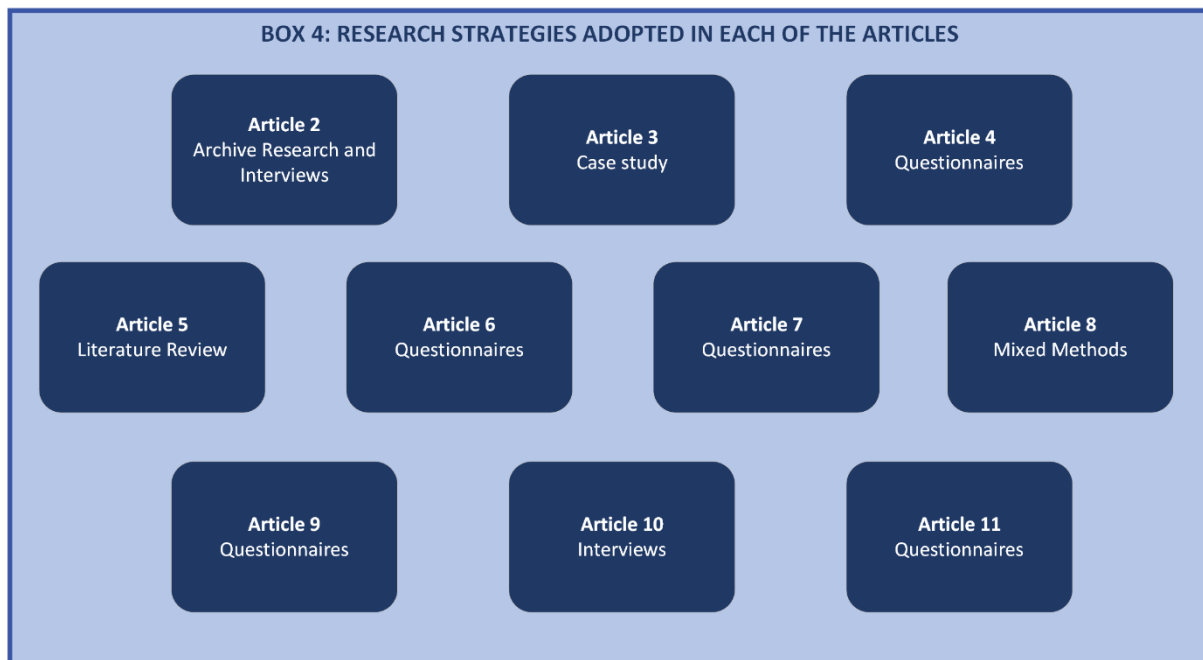 BOX 4: RESEARCH STRATEGIES ADOPTED IN EACH OF THE ARTICLES
Article 2
Archive Research and
Interviews
Article 3
Case study
Article 4
Questionnaires
Article 5
Literature Review
Article 6
Questionnaires
Article 7
Questionnaires
Article 8
Mixed Methods
Article 9
Questionnaires
Article 10
Interviews
Article 11
Questionnaires